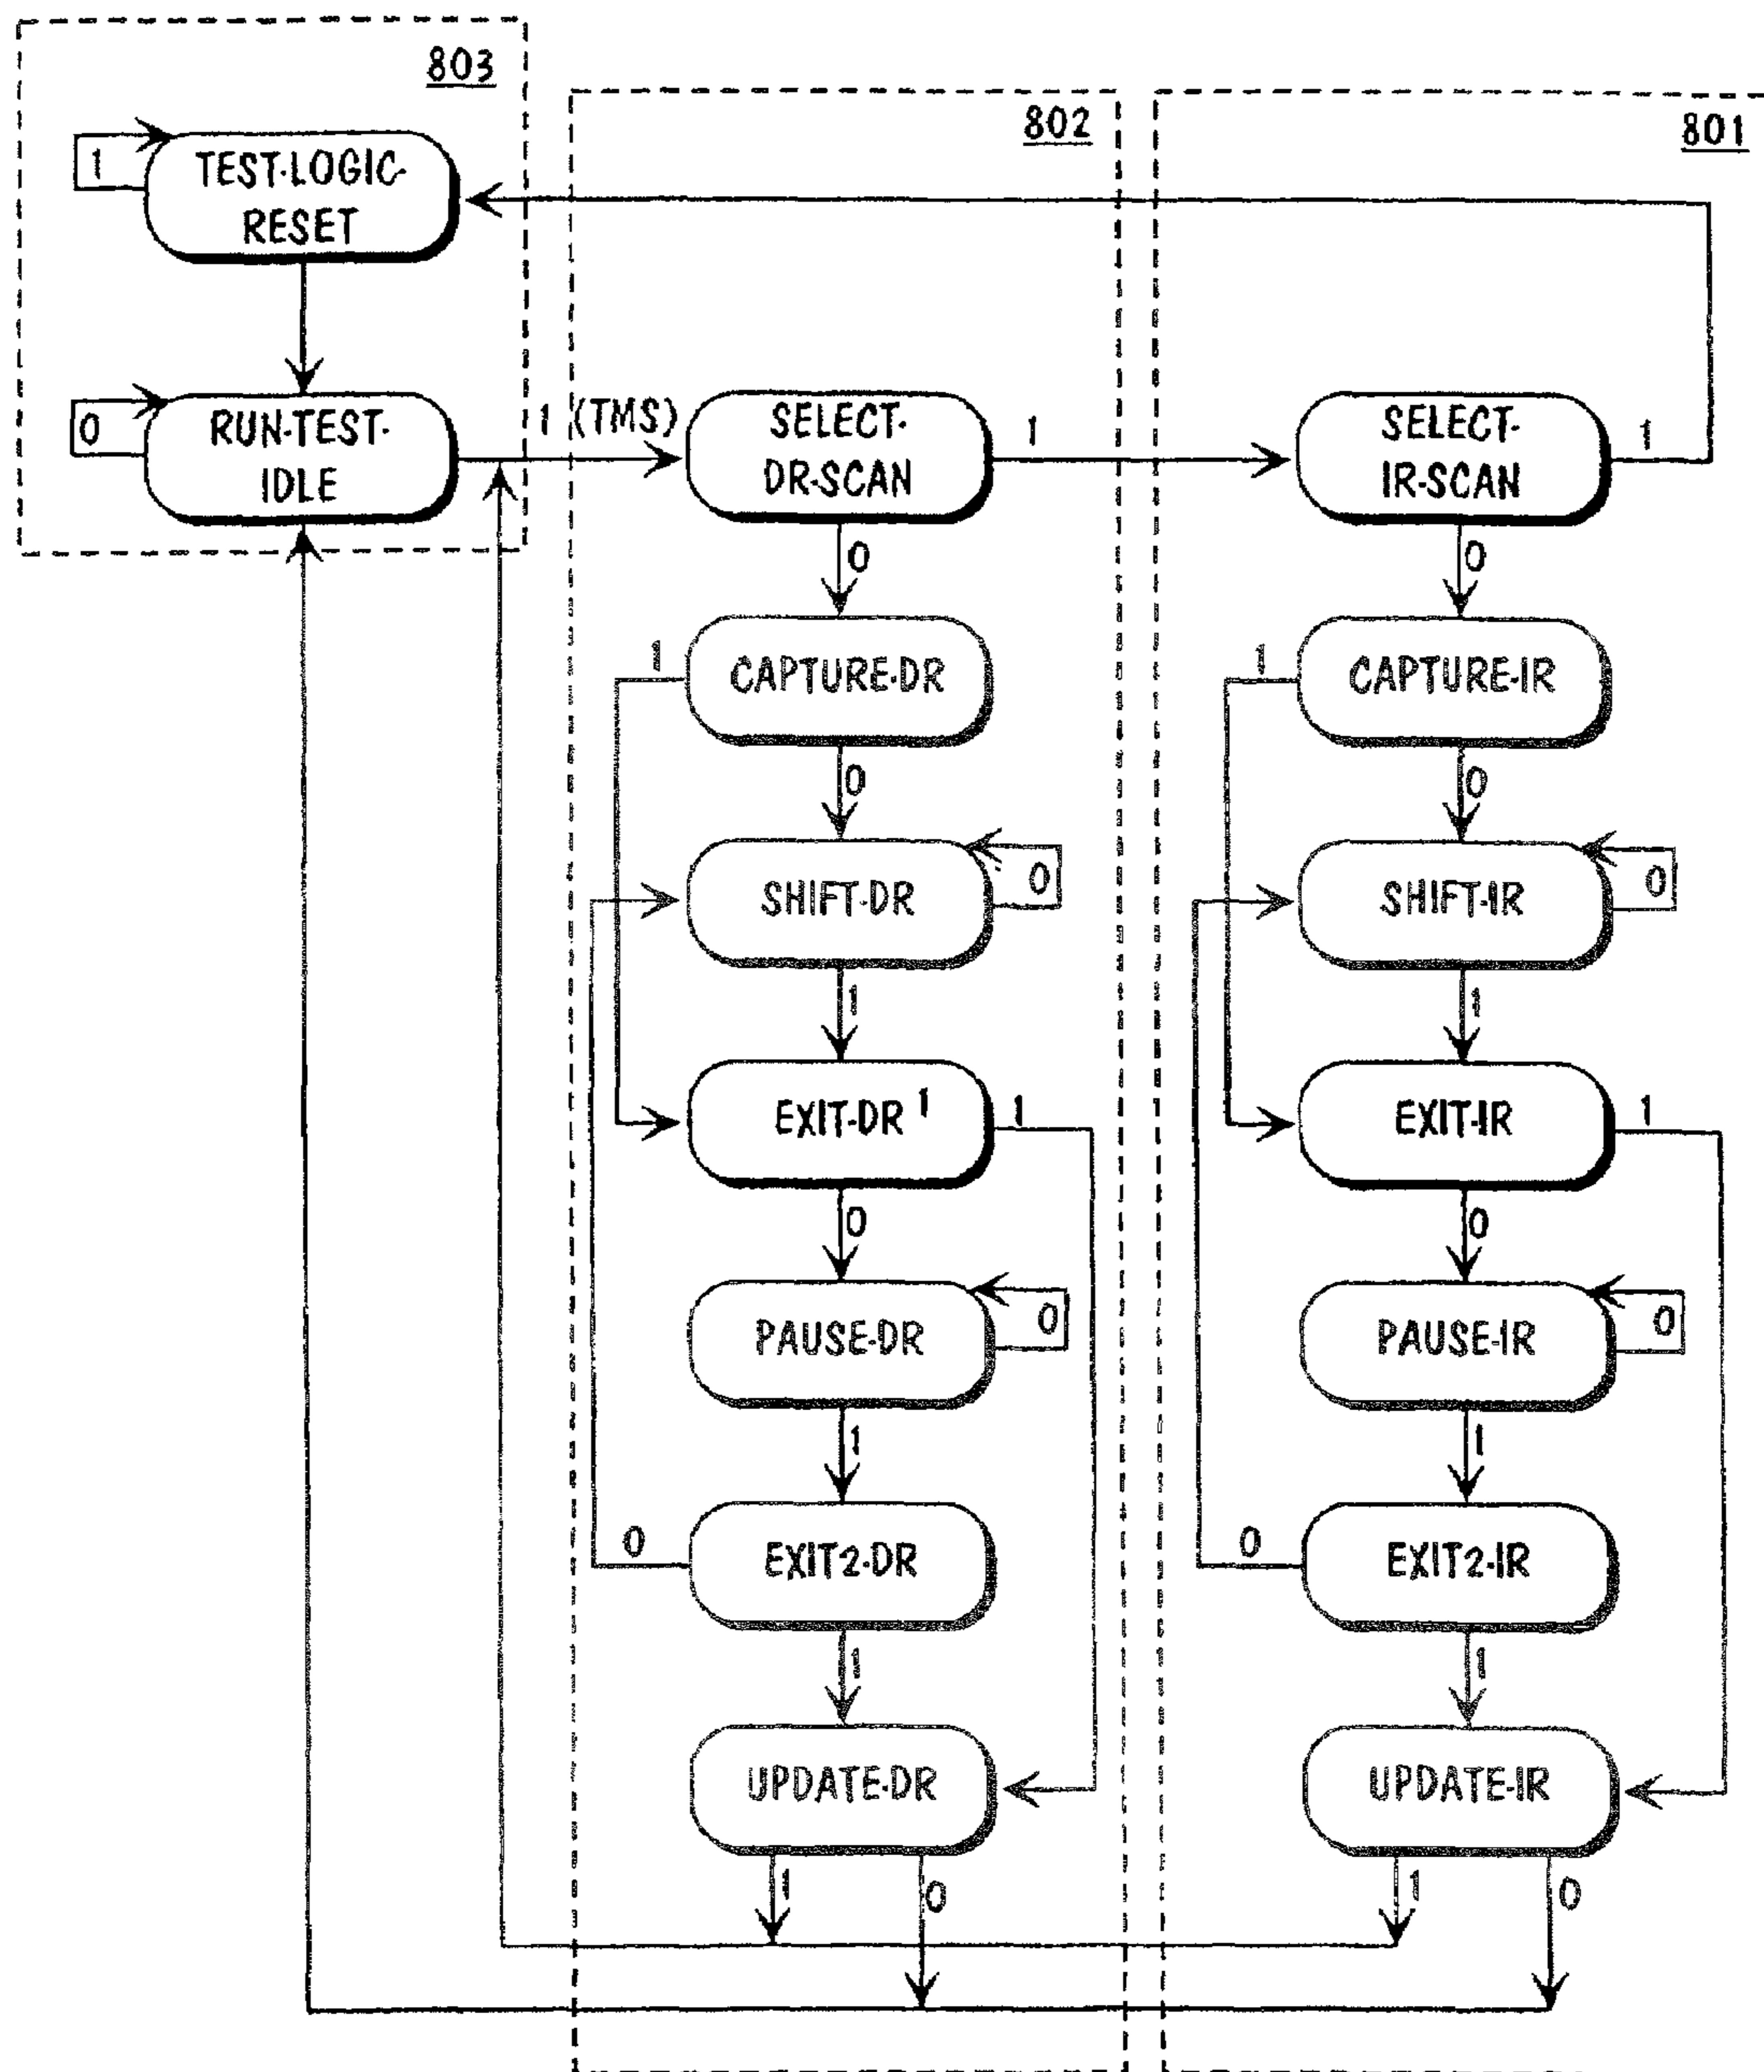 803
802
801
1
TEST-LOGIC-
RESET
0
RUN-TEST-
IDLE
1 (TMS)
SELECT-
DR-SCAN
1
SELECT-
IR-SCAN
1
0
0
1
CAPTURE-DR
1
CAPTURE-IR
0
0
SHIFT-DR
0
SHIFT-IR
0
1
1
EXIT-DR 1
1
EXIT-IR
1
0
0
PAUSE-DR
0
PAUSE-IR
0
1
1
0
EXIT2-DR
0
EXIT2-IR
1
1
UPDATE-DR
UPDATE-IR
1
0
1
0